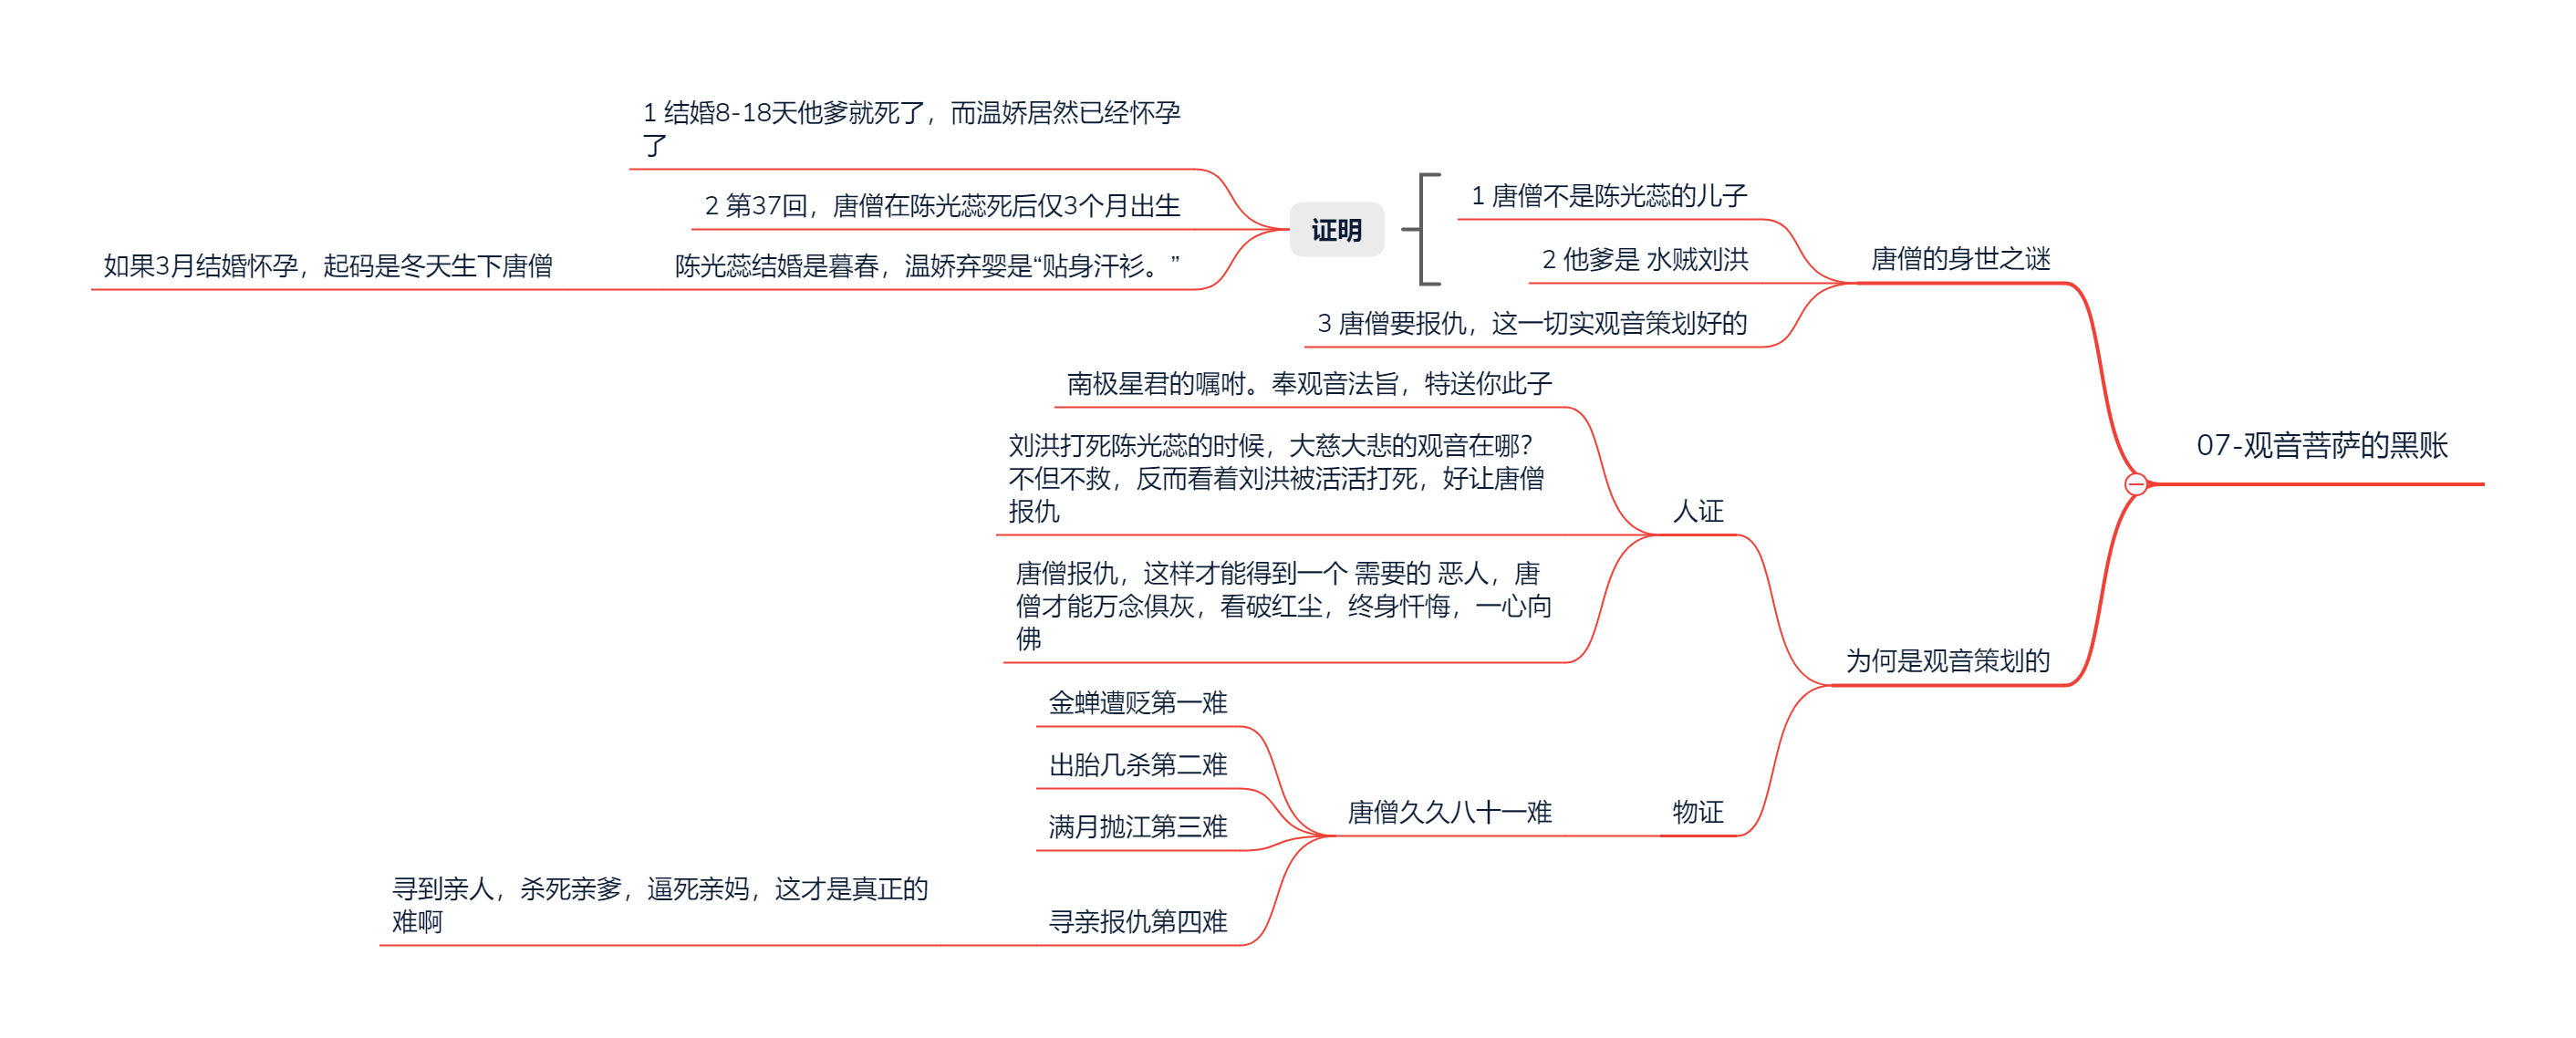 07-观音菩萨的黑账
唐僧的身世之谜
1 唐僧不是陈光蕊的儿子
2 他爹是 水贼刘洪
3 唐僧要报仇，这一切实观音策划好的
证明
1 结婚8-18天他爹就死了，而温娇居然已经怀孕
了
2 第37回，唐僧在陈光蕊死后仅3个月出生
陈光蕊结婚是暮春，温娇弃婴是“贴身汗衫。”
如果3月结婚怀孕，起码是冬天生下唐僧
为何是观音策划的
人证
南极星君的嘱咐。奉观音法旨，特送你此子
刘洪打死陈光蕊的时候，大慈大悲的观音在哪？
不但不救，反而看着刘洪被活活打死，好让唐僧
报仇
唐僧报仇，这样才能得到一个 需要的 恶人，唐
僧才能万念俱灰，看破红尘，终身忏悔，一心向
佛
物证
唐僧久久八十一难
金蝉遭贬第一难
出胎几杀第二难
满月抛江第三难
寻亲报仇第四难
寻到亲人，杀死亲爹，逼死亲妈，这才是真正的
难啊